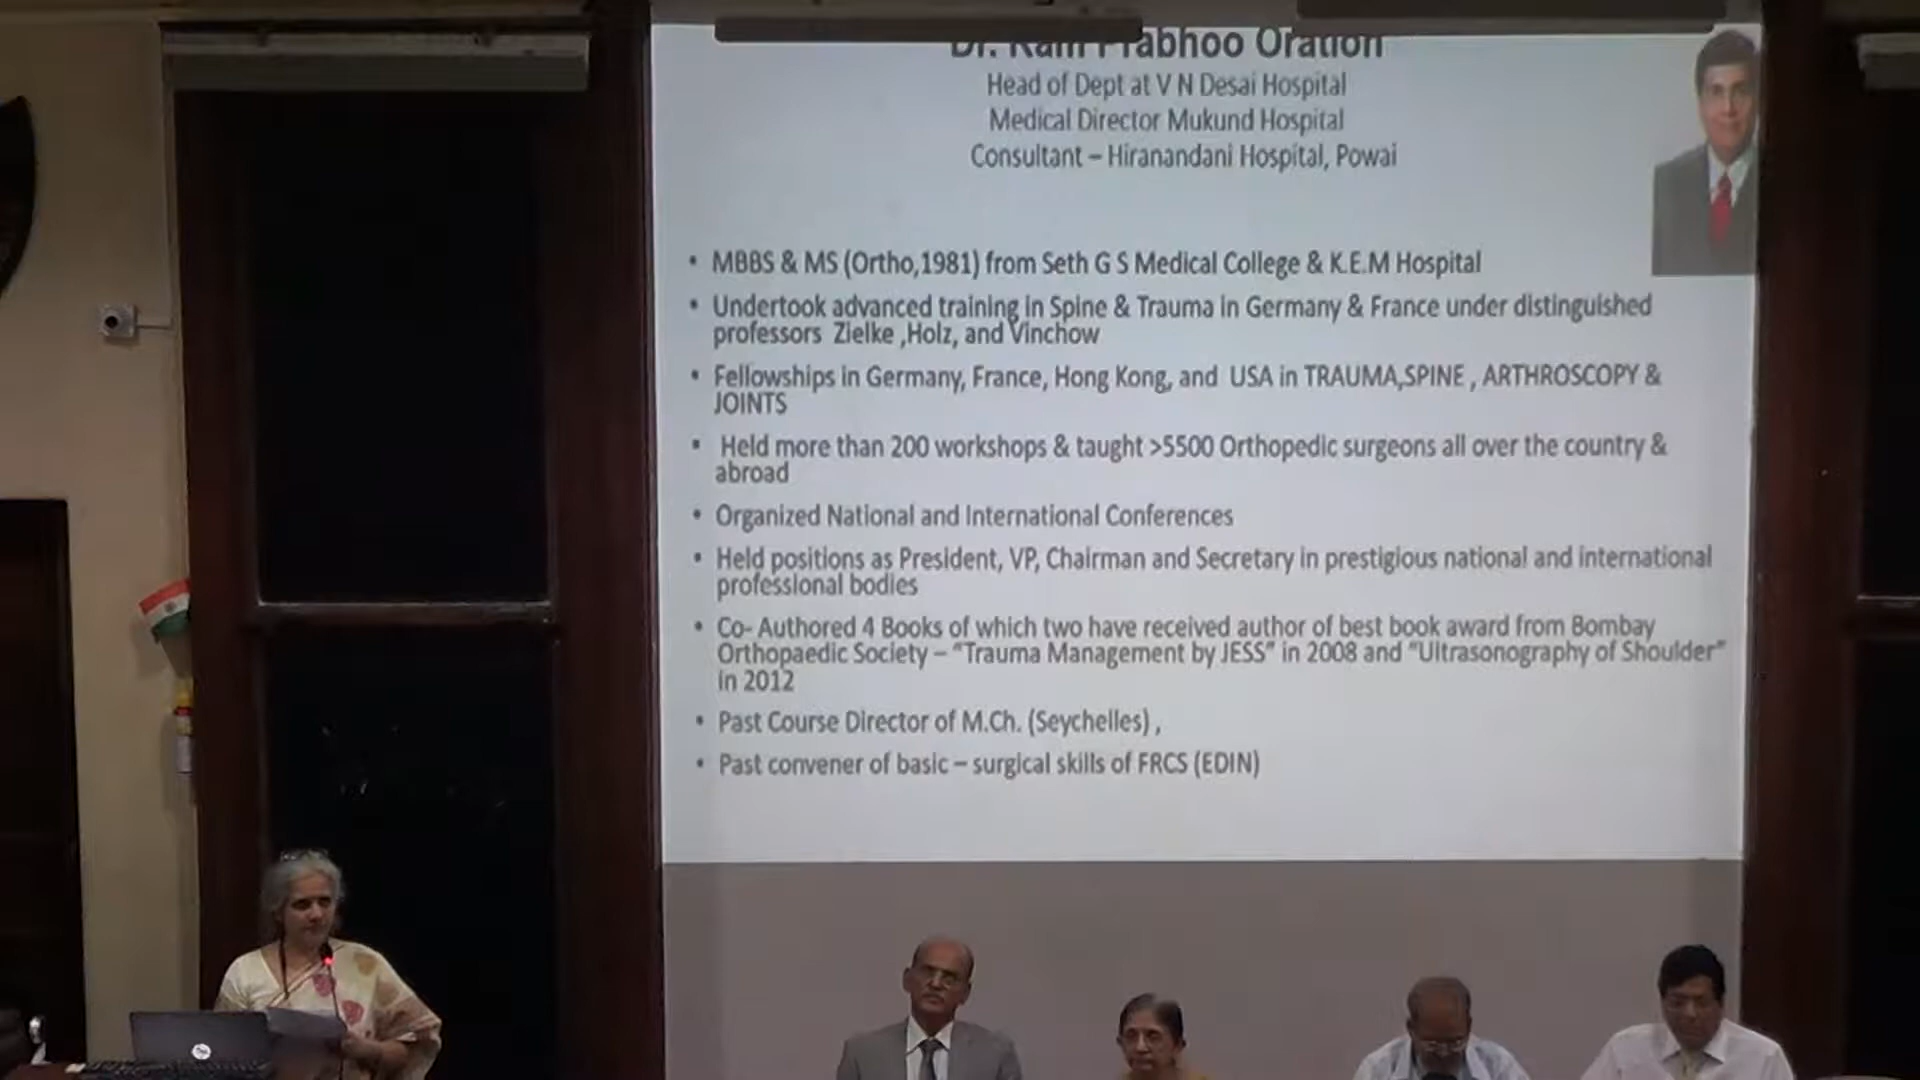 Dr. Ram Prabhoo Oration
Head of Dept at V N Desai Hospital
Medical Director Mukund Hospital
Consultant – Hiranandani Hospital, Powai
• MBBS & MS (Ortho,1981) from Seth G S Medical College & K.E.M Hospital
• Undertook advanced training in Spine & Trauma in Germany & France under distinguished
professors Zielke ,Holz, and Vinchow
• Fellowships in Germany, France, Hong Kong, and USA in TRAUMA,SPINE , ARTHROSCOPY &
JOINTS
• Held more than 200 workshops & taught >5500 Orthopedic surgeons all over the country &
abroad
• Organized National and International Conferences
• Held positions as President, VP, Chairman and Secretary in prestigious national and international
professional bodies
• Co- Authored 4 Books of which two have received author of best book award from Bombay
Orthopaedic Society – "Trauma Management by JESS" in 2008 and "Ultrasonography of Shoulder"
in 2012
• Past Course Director of M.Ch. (Seychelles) ,
• Past convener of basic – surgical skills of FRCS (EDIN)